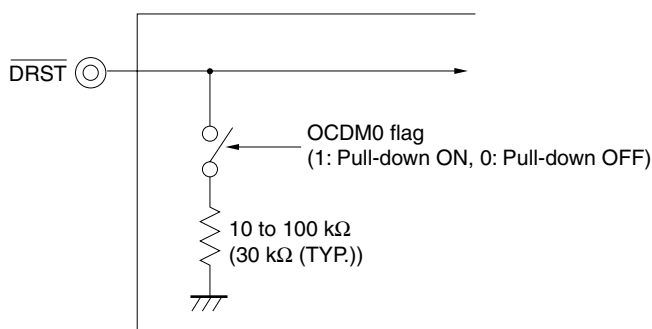 DRST
OCDM0 flag
(1: Pull-down ON, 0: Pull-down OFF)
10 to 100 kΩ
(30 kΩ (TYP.))